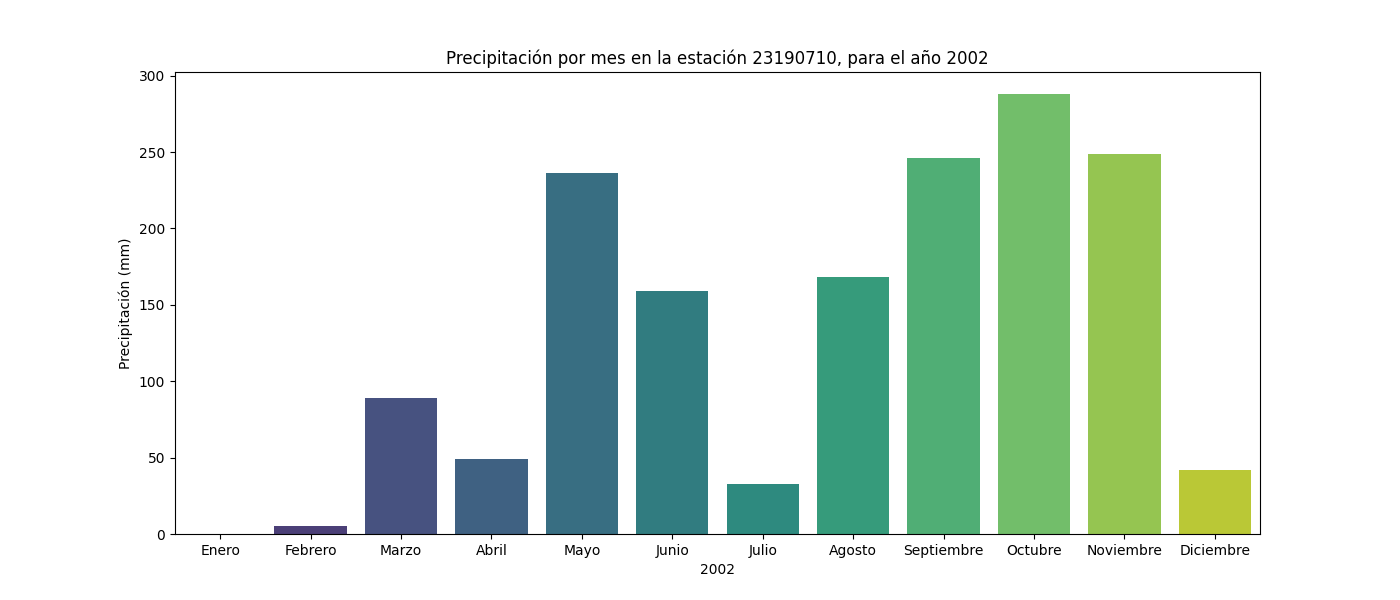 Precipitación por mes en la estación 23190710, para el año 2002
Precipitación (mm)
300
250
200
150
100
50
0
Enero Febrero Marzo Abril Mayo Junio Julio Agosto Septiembre Octubre Noviembre Diciembre
2002